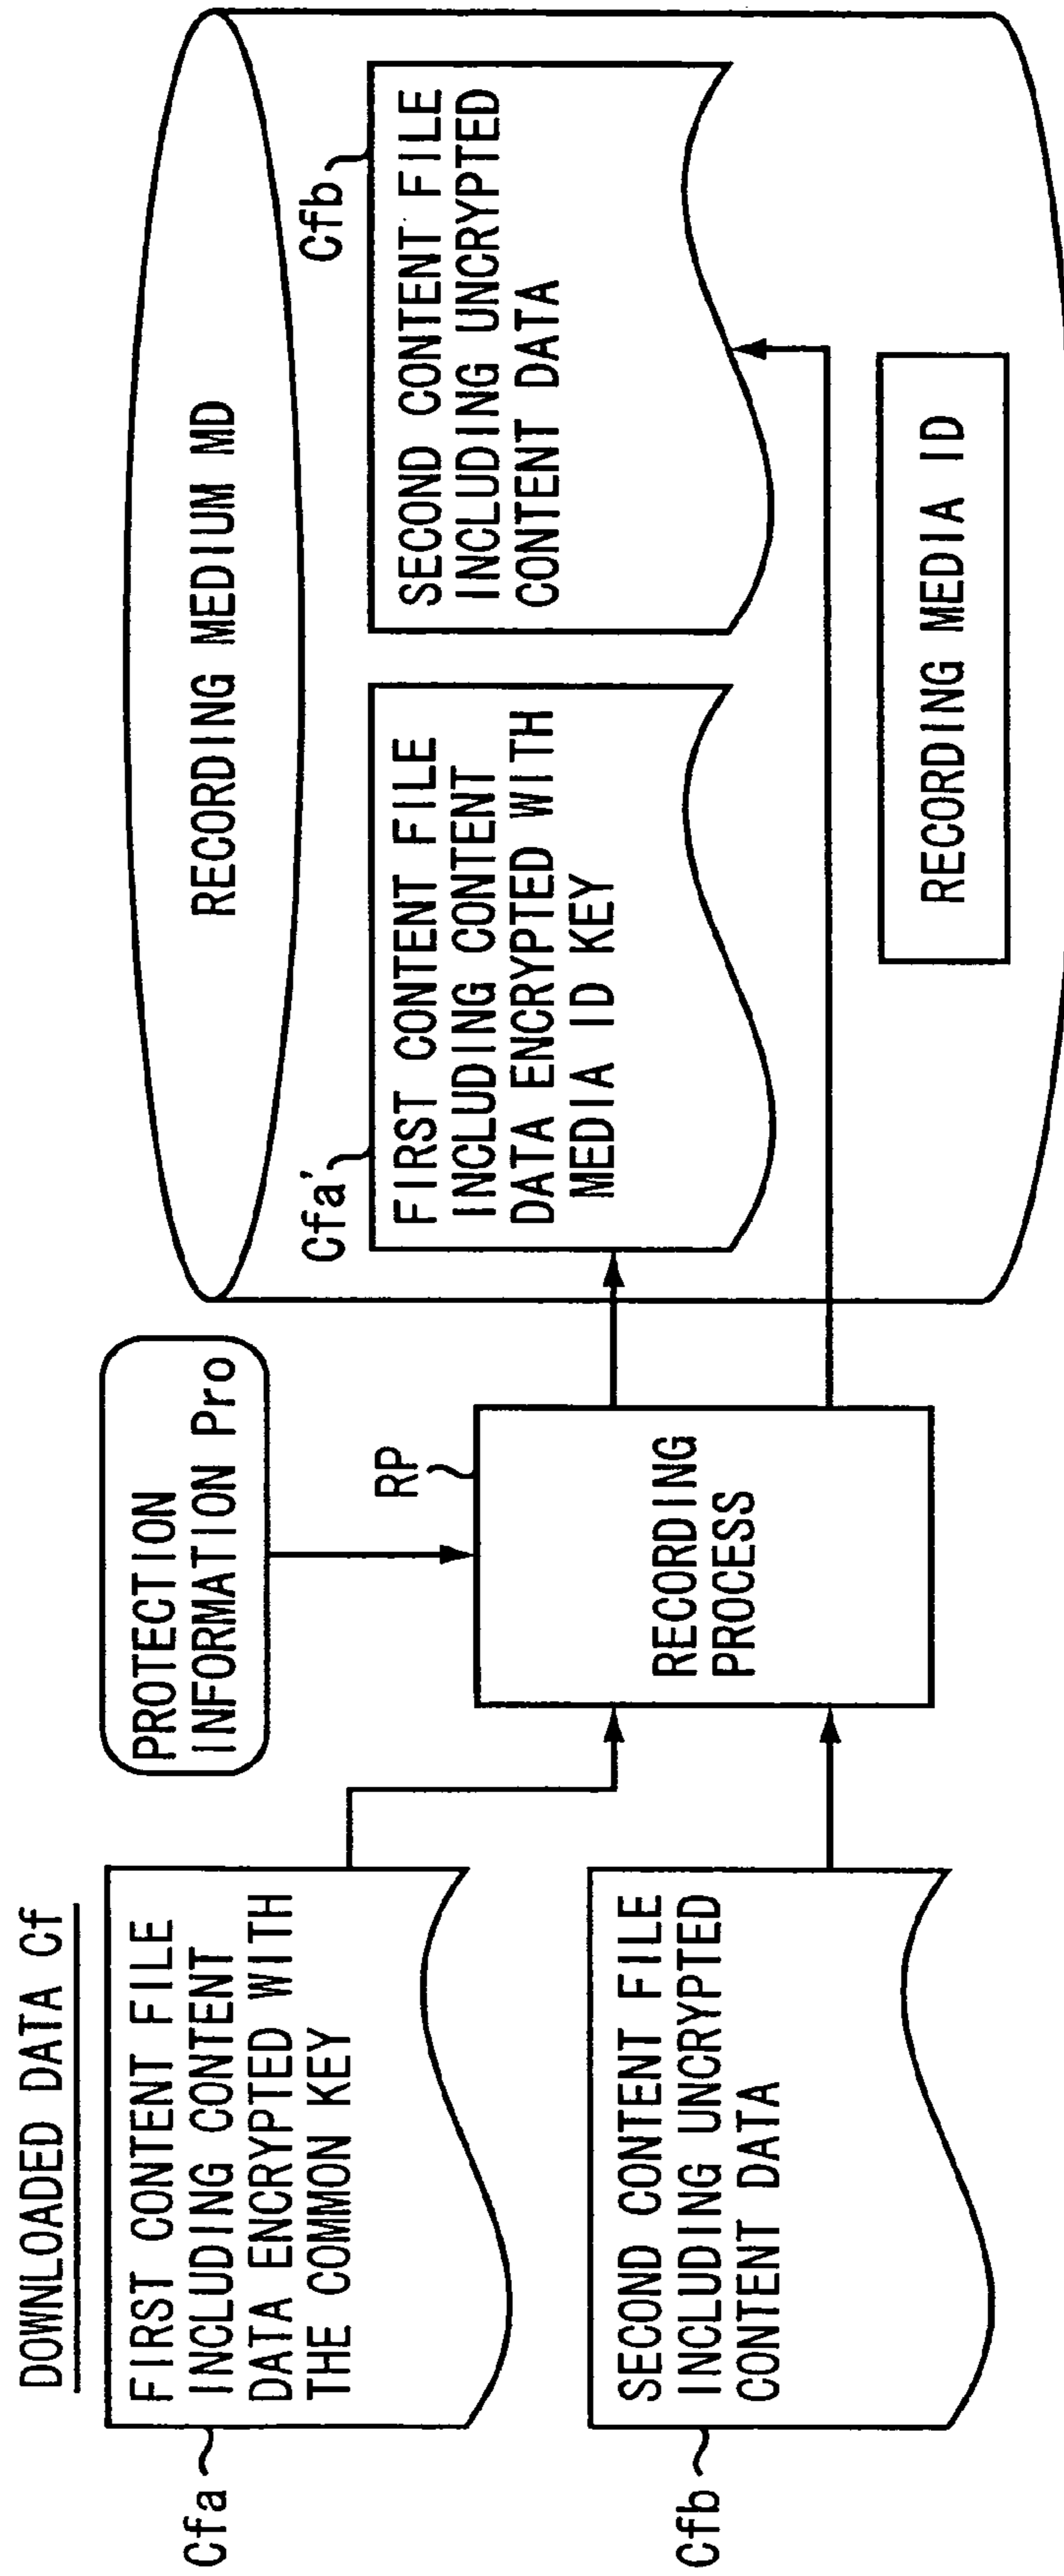 DOWNLOADED DATA Cf
Cfa
FIRST CONTENT FILE
INCLUDING CONTENT
DATA ENCRYPTED WITH
THE COMMON KEY
Cfb
SECOND CONTENT FILE
INCLUDING UNCRYPTED
CONTENT DATA
PROTECTION
INFORMATION Pro
RP
RECORDING
PROCESS
RECORDING MEDIUM MD
Cfa'
FIRST CONTENT FILE
INCLUDING CONTENT
DATA ENCRYPTED WITH
MEDIA ID KEY
Cfb
SECOND CONTENT FILE
INCLUDING UNCRYPTED
CONTENT DATA
RECORDING MEDIA ID